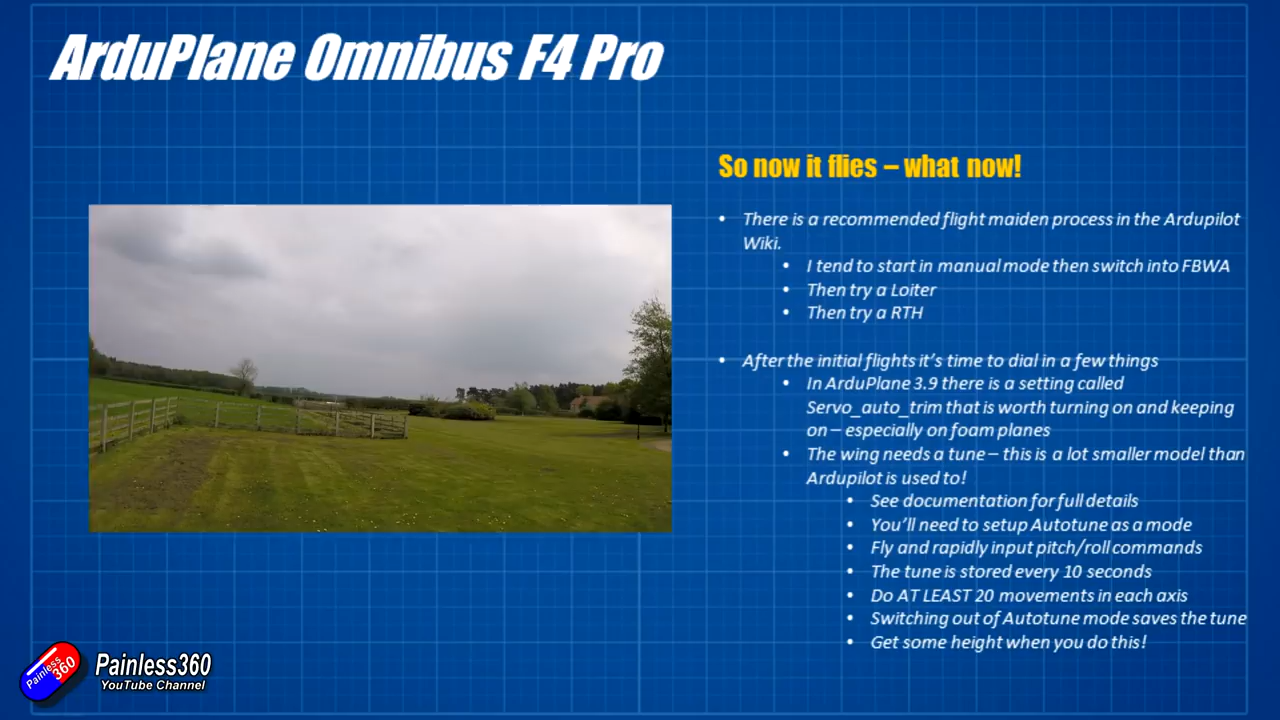 ArduPlane Omnibus F4 Pro
So now it flies – what now!
• There is a recommended flight maiden process in the Ardupilot
Wiki.
• I tend to start in manual mode then switch into FBWA
• Then try a Loiter
• Then try a RTH
• After the initial flights it's time to dial in a few things
• In ArduPlane 3.9 there is a setting called
Servo_auto_trim that is worth turning on and keeping
on – especially on foam planes
• The wing needs a tune – this is a lot smaller model than
Ardupilot is used to!
• See documentation for full details
• You'll need to setup Autotune as a mode
• Fly and rapidly input pitch/roll commands
• The tune is stored every 10 seconds
• Do AT LEAST 20 movements in each axis
• Switching out of Autotune mode saves the tune
• Get some height when you do this!
Painless
360
Painless360
YouTube Channel